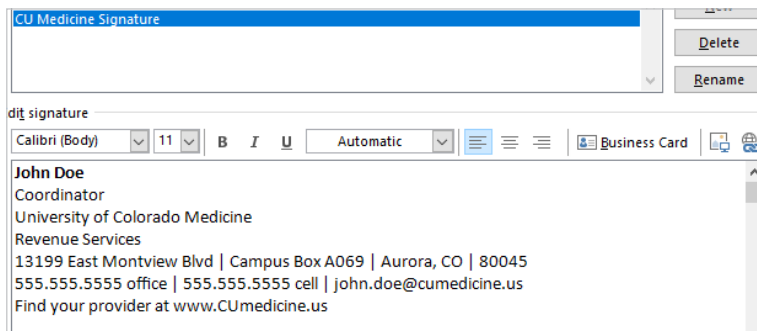 CU Medicine Signature
Delete
Rename
dit signature
Calibri (Body) 11 B I U Automatic Business Card
John Doe
Coordinator
University of Colorado Medicine
Revenue Services
13199 East Montview Blvd | Campus Box A069 | Aurora, CO | 80045
555.555.5555 office | 555.555.5555 cell | john.doe@cumedicine.us
Find your provider at www.CUmedicine.us